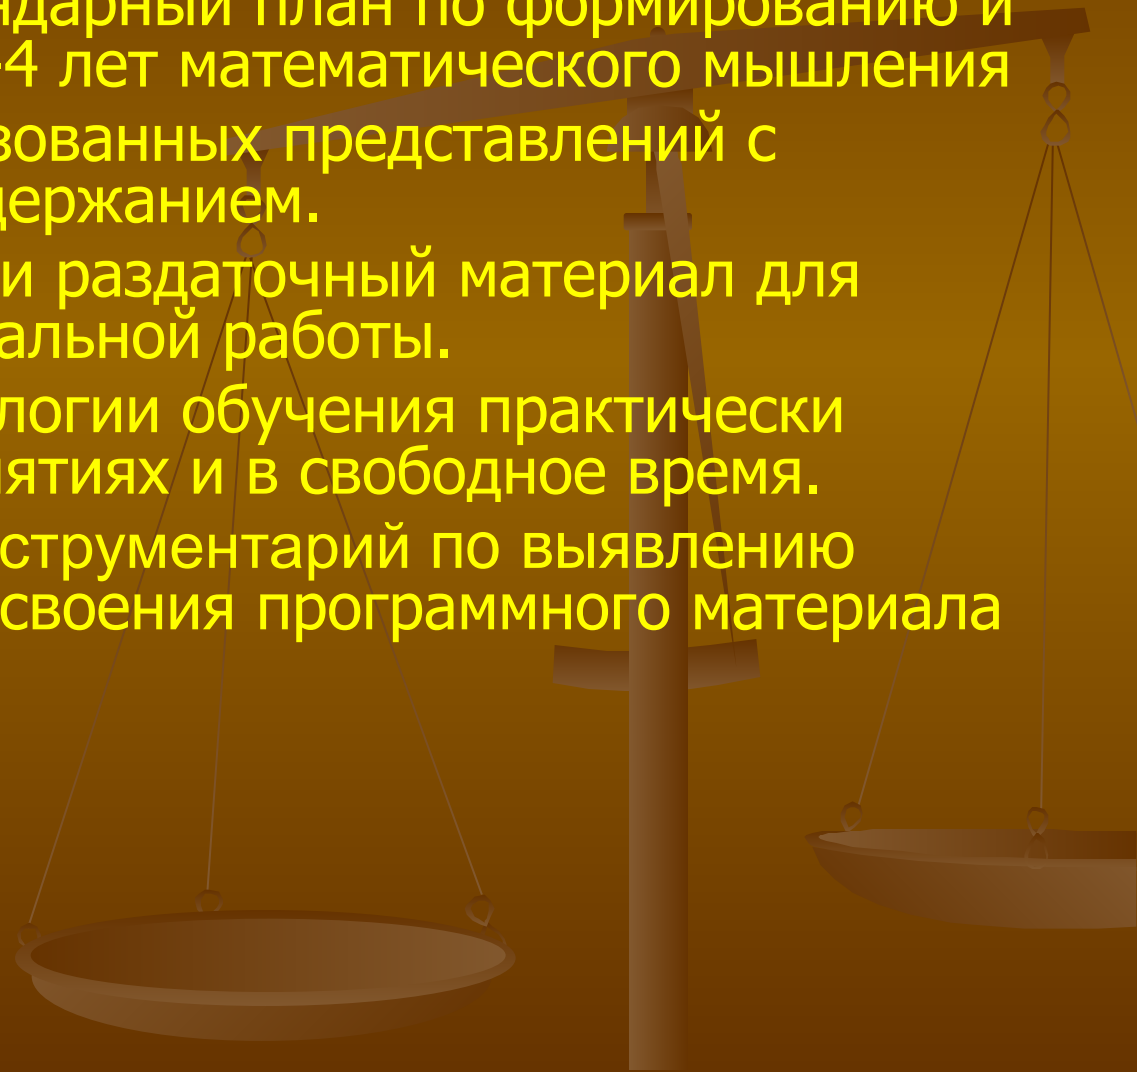 ндарный план по формированию и
-4 лет математического мышления
зованных представлений с
держанием.
и раздаточный материал для
альной работы.
логии обучения практически
ятиях и в свободное время.
струментарий по выявлению
своения программного материала